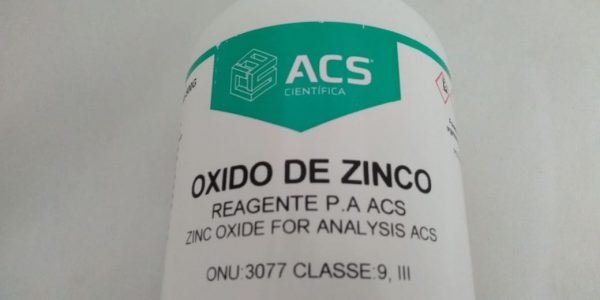 ACS
CIENTÍFICA
OXIDO DE ZINCO
REAGENTE P.A ACS
ZINC OXIDE FOR ANALYSIS ACS
ONU:3077 CLASSE:9, III